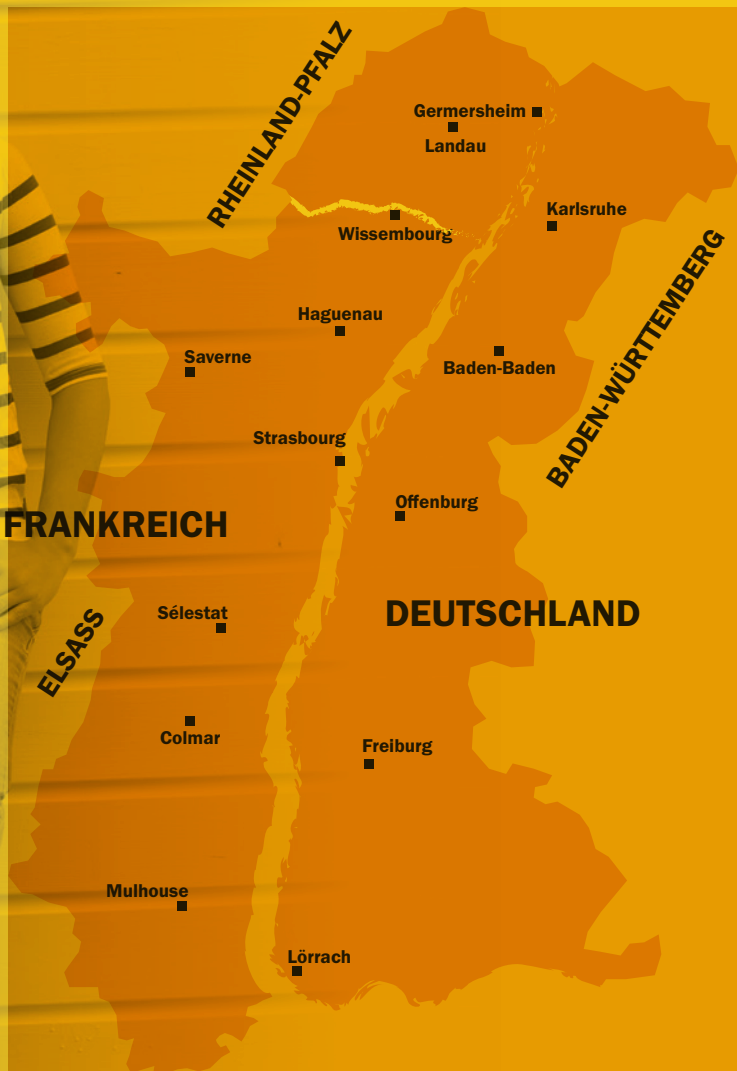 RHEINLAND-PFALZ
Germersheim
Landau
Karlsruhe
Wissembourg
BADEN-WÜRTTEMBERG
Haguenau
Saverne
Baden-Baden
Strasbourg
Offenburg
FRANKREICH
DEUTSCHLAND
Sélestat
ELSASS
Colmar
Freiburg
Mulhouse
Lörrach